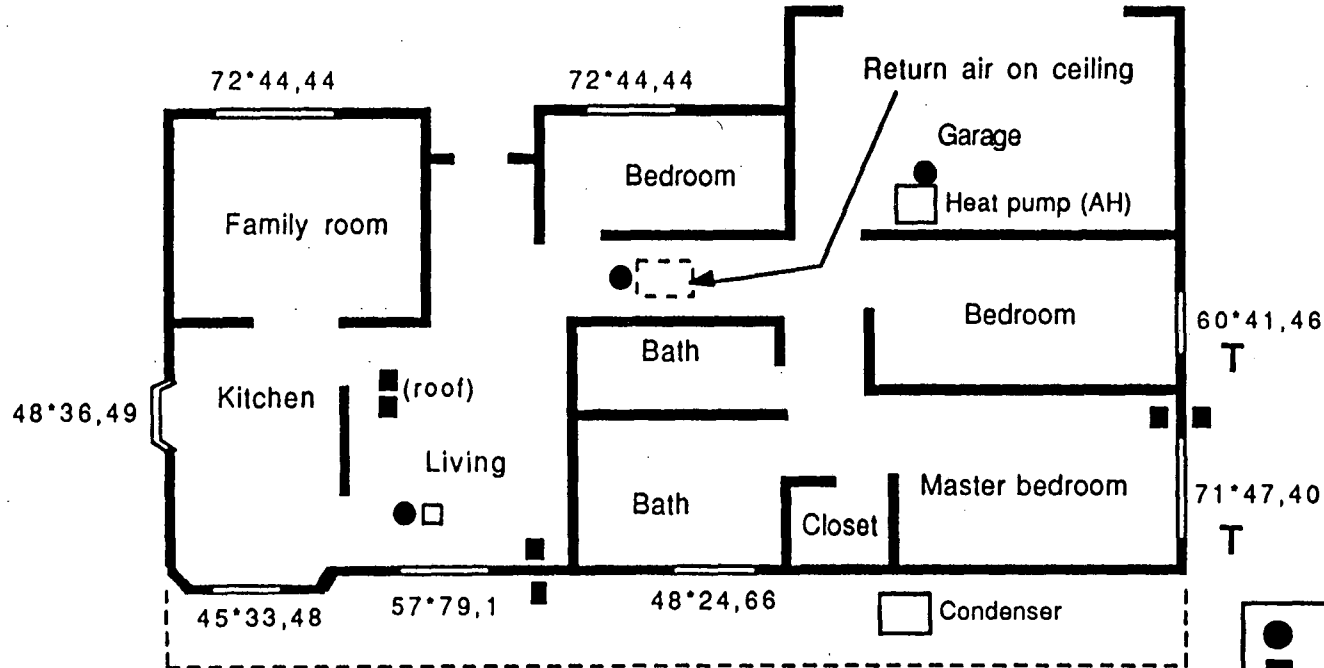 72*44,44
72*44,44
Return air on ceiling
Garage
Bedroom
Heat pump (AH)
Family room
Bedroom
60*41,46
T
Bath
Kitchen
(roof)
48*36,49
Living
Master bedroom
71*47,40
Bath
Closet
T
45*33,48
57*79,1
48*24,66
Condenser